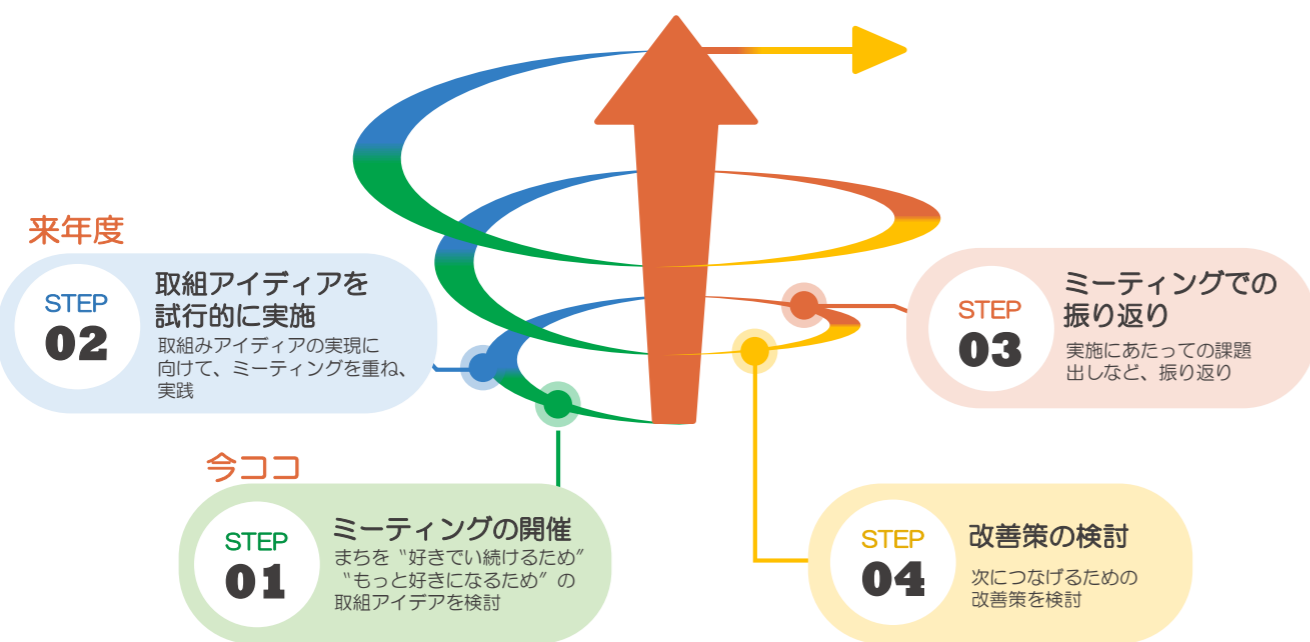 来年度
STEP
02
取組アイディアを
試行的に実施
取組みアイディアの実現に
向けて、ミーティングを重ね、
実践
STEP
03
ミーティングでの
振り返り
実施にあたっての課題
出しなど、振り返り
今ココ
STEP
01
ミーティングの開催
まちを〝好きでい続けるため〟
〝もっと好きになるため〟の
取組アイデアを検討
STEP
04
改善策の検討
次につなげるための
改善策を検討